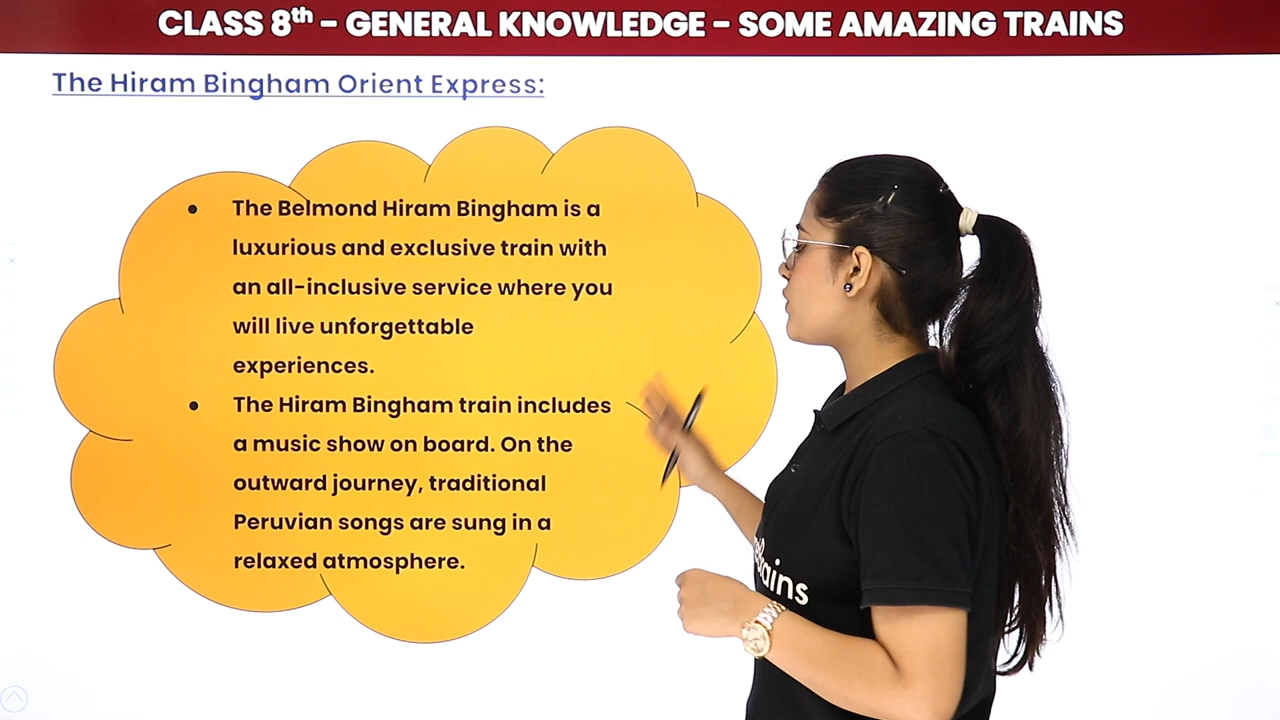 CLASS 8th – GENERAL KNOWLEDGE – SOME AMAZING TRAINS
The Hiram Bingham Orient Express:
• The Belmond Hiram Bingham is a
luxurious and exclusive train with
an all-inclusive service where you
will live unforgettable
experiences.
• The Hiram Bingham train includes
a music show on board. On the
outward journey, traditional
Peruvian songs are sung in a
relaxed atmosphere.